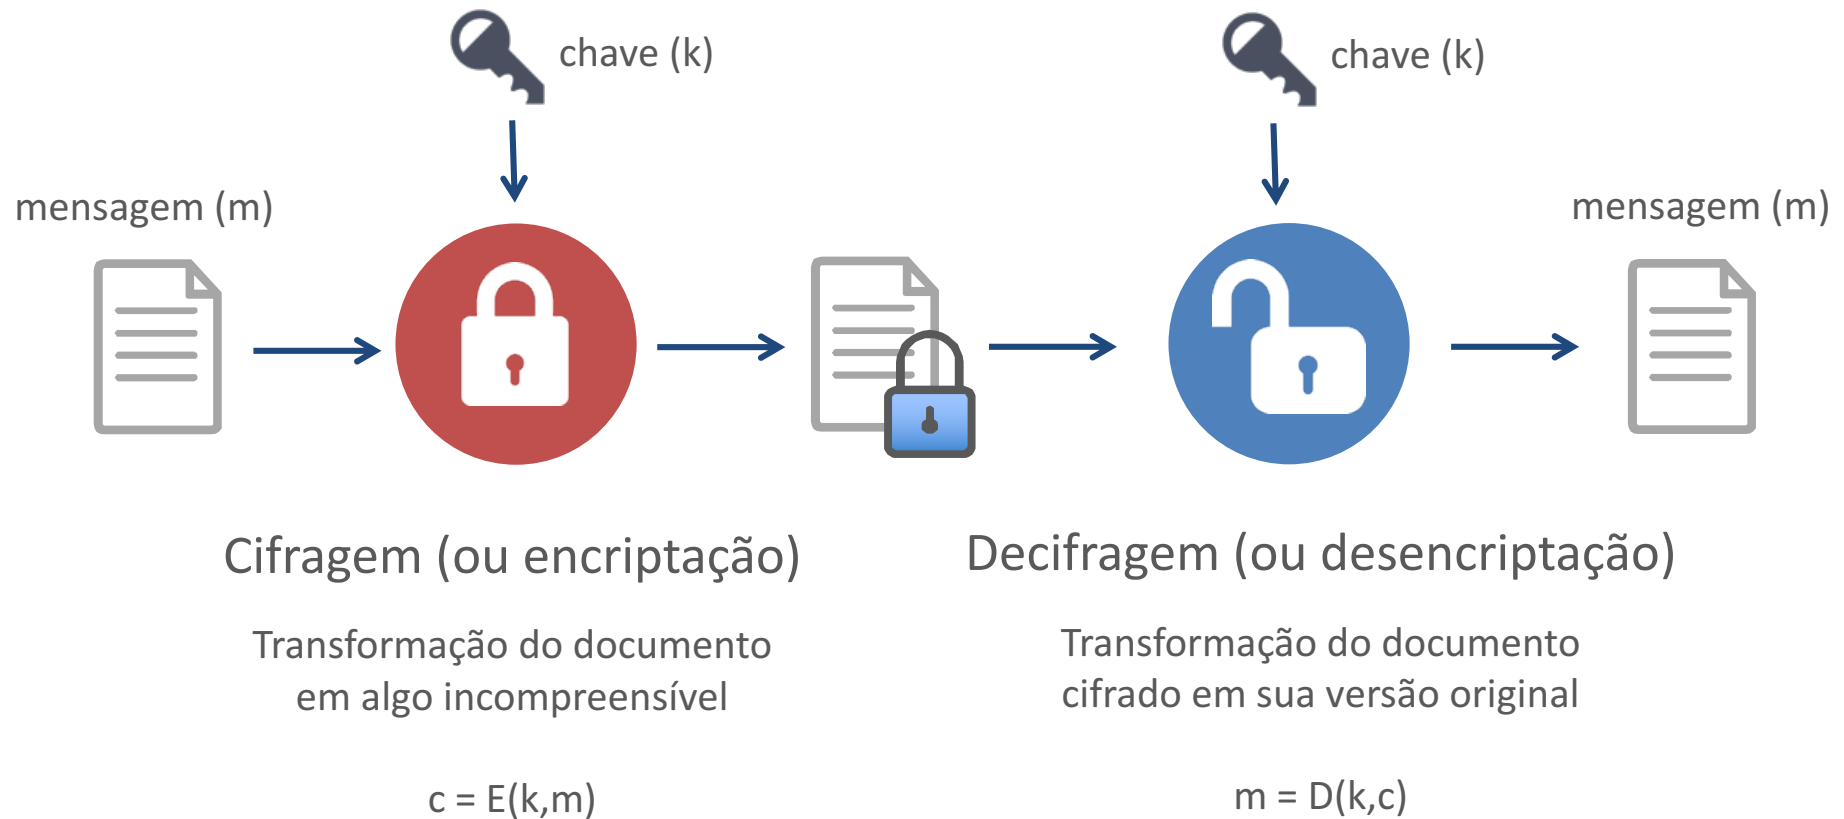 chave (k)
chave (k)
mensagem (m)
mensagem (m)
Cifragem (ou encriptação)
Transformação do documento
em algo incompreensível
c = E(k,m)
Decifragem (ou desencriptação)
Transformação do documento
cifrado em sua versão original
m = D(k,c)